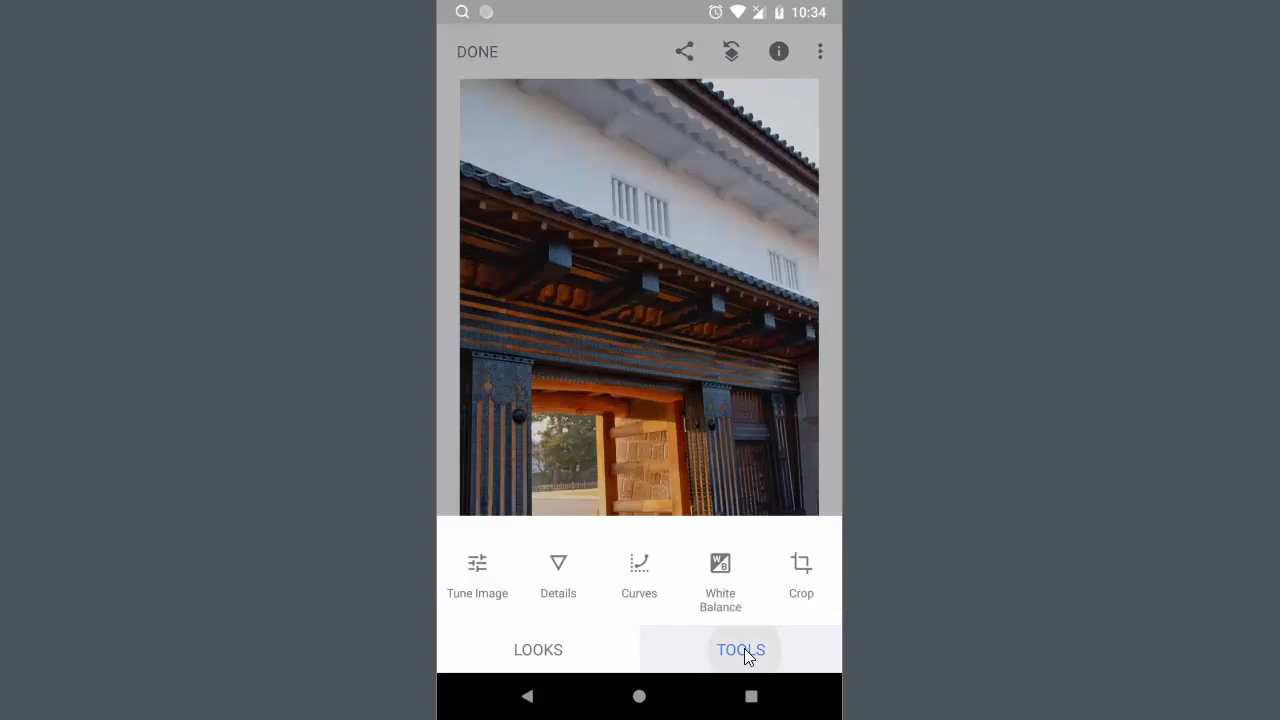 10:34
DONE
Tune Image
Details
Curves
White
Balance
Crop
LOOKS
TOOLS